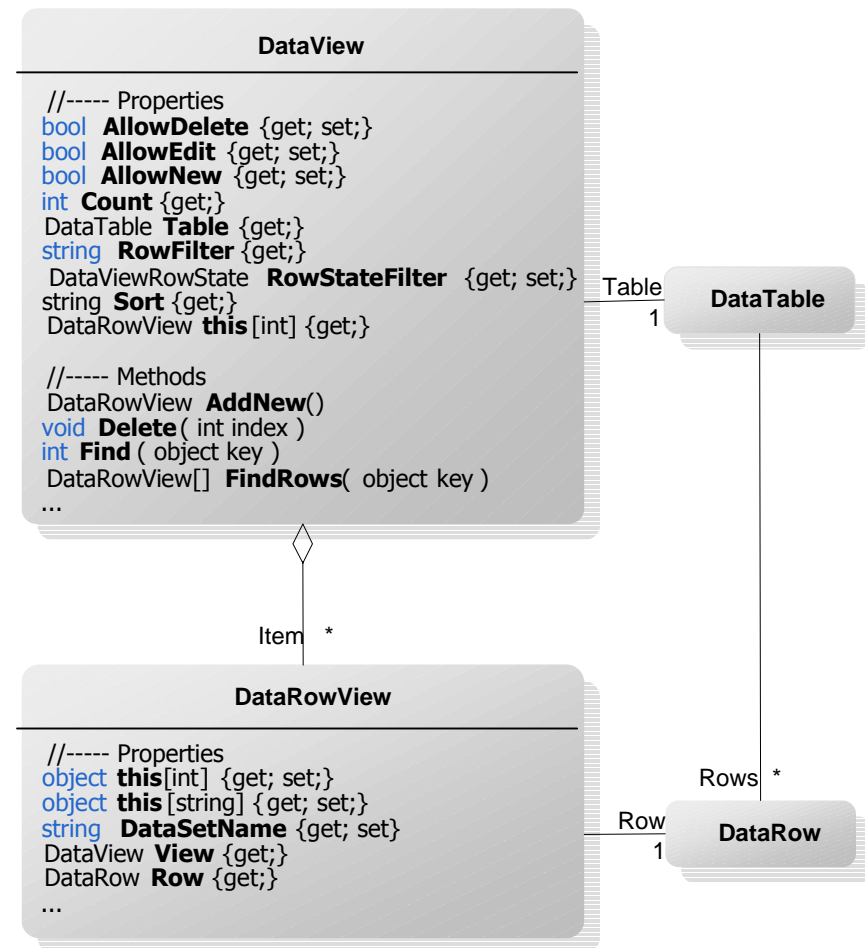 DataView
//----- Properties
bool AllowDelete {get; set;}
bool AllowEdit {get; set;}
bool AllowNew {get; set;}
int Count {get;}
DataTable Table {get;}
string RowFilter {get;}
DataViewRowState RowStateFilter {get; set;}
string Sort {get;}
DataRowView this [int] {get;}
//----- Methods
DataRowView AddNew()
void Delete( int index )
int Find ( object key )
DataRowView[] FindRows( object key )
...
Table
1
DataTable
Item *
DataRowView
//----- Properties
object this[int] {get; set;}
object this [string] {get; set;}
string DataSetName {get; set}
DataView View {get;}
DataRow Row {get;}
...
Rows *
Row
1
DataRow